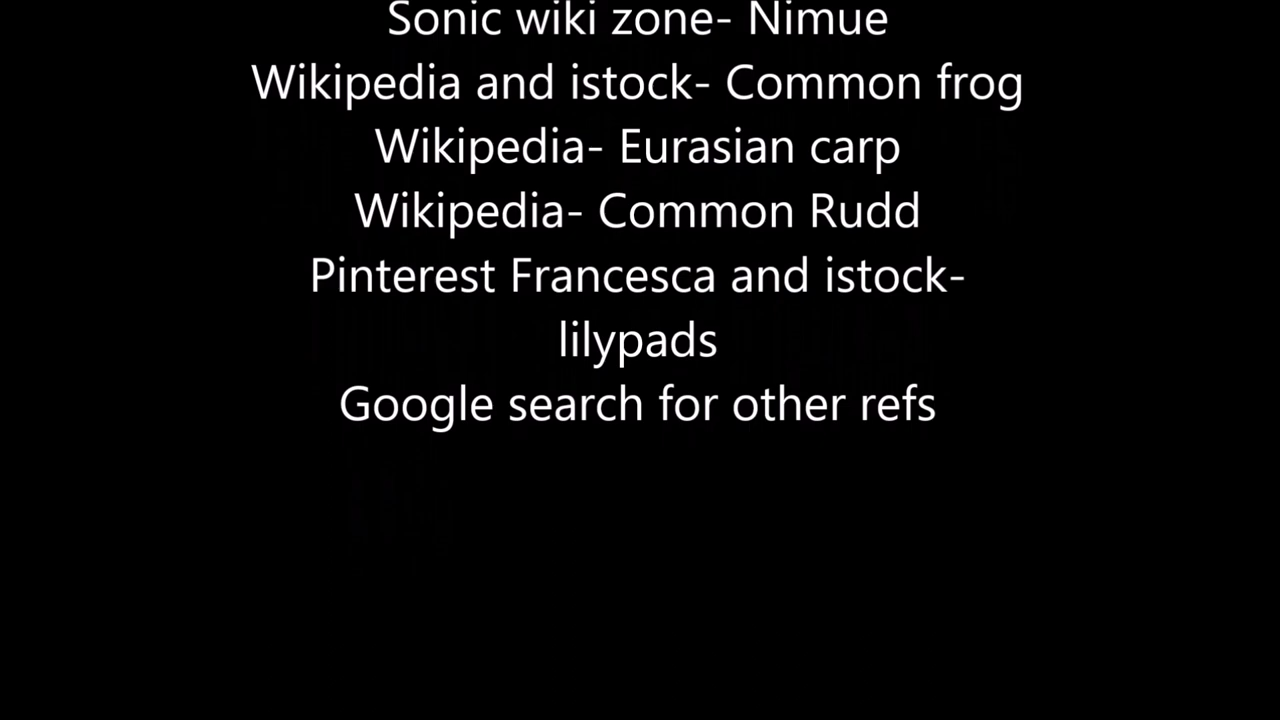 Sonic wiki zone- Nimue
Wikipedia and istock- Common frog
Wikipedia- Eurasian carp
Wikipedia- Common Rudd
Pinterest Francesca and istock-
lilypads
Google search for other refs